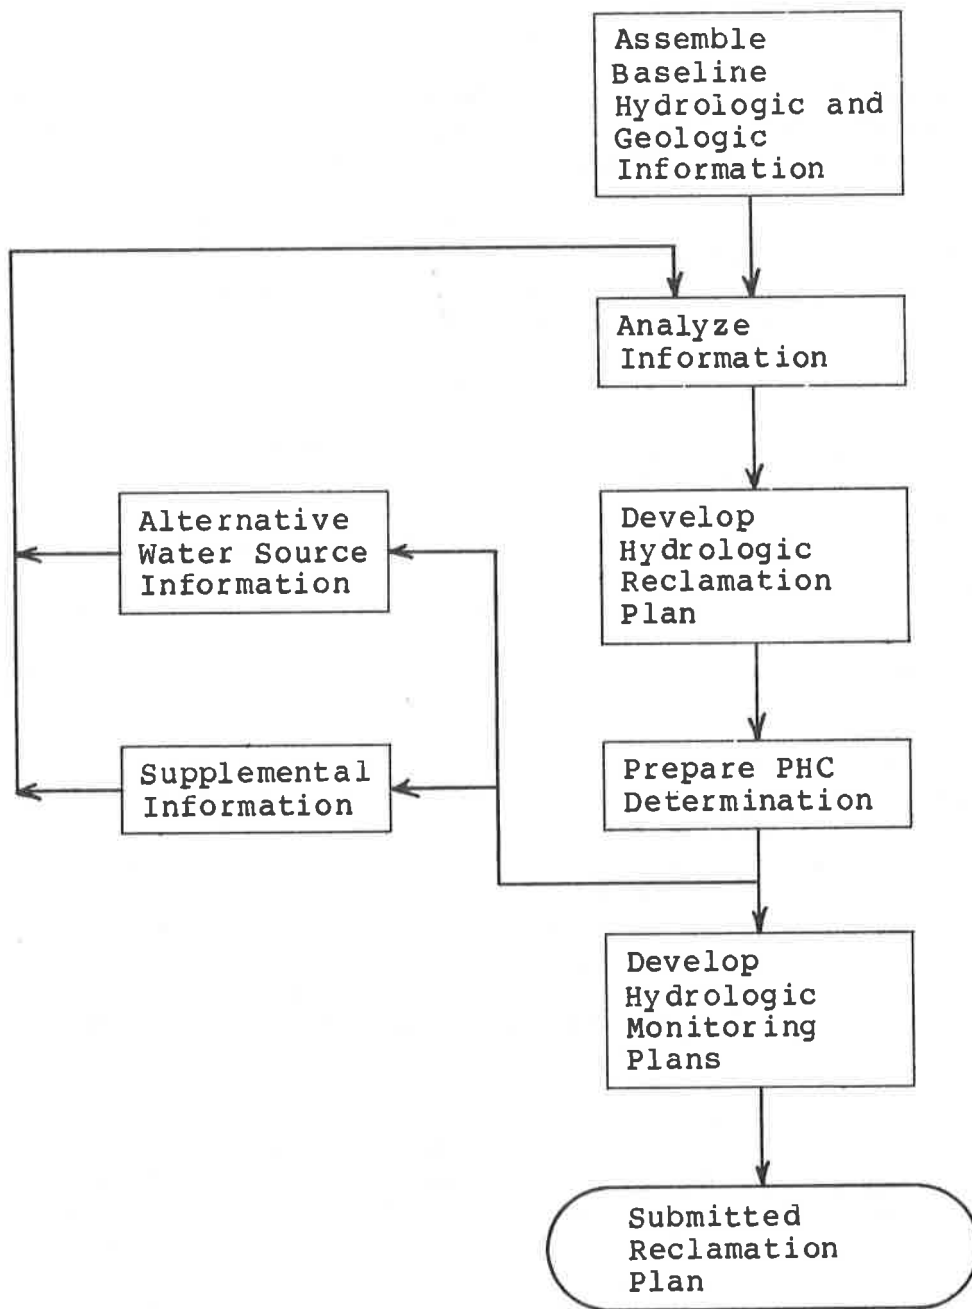 Assemble
Baseline
Hydrologic and
Geologic
Information
Analyze
Information
Develop
Hydrologic
Reclamation
Plan
Alternative
Water Source
Information
Prepare PHC
Determination
Supplemental
Information
Develop
Hydrologic
Monitoring
Plans
Submitted
Reclamation
Plan